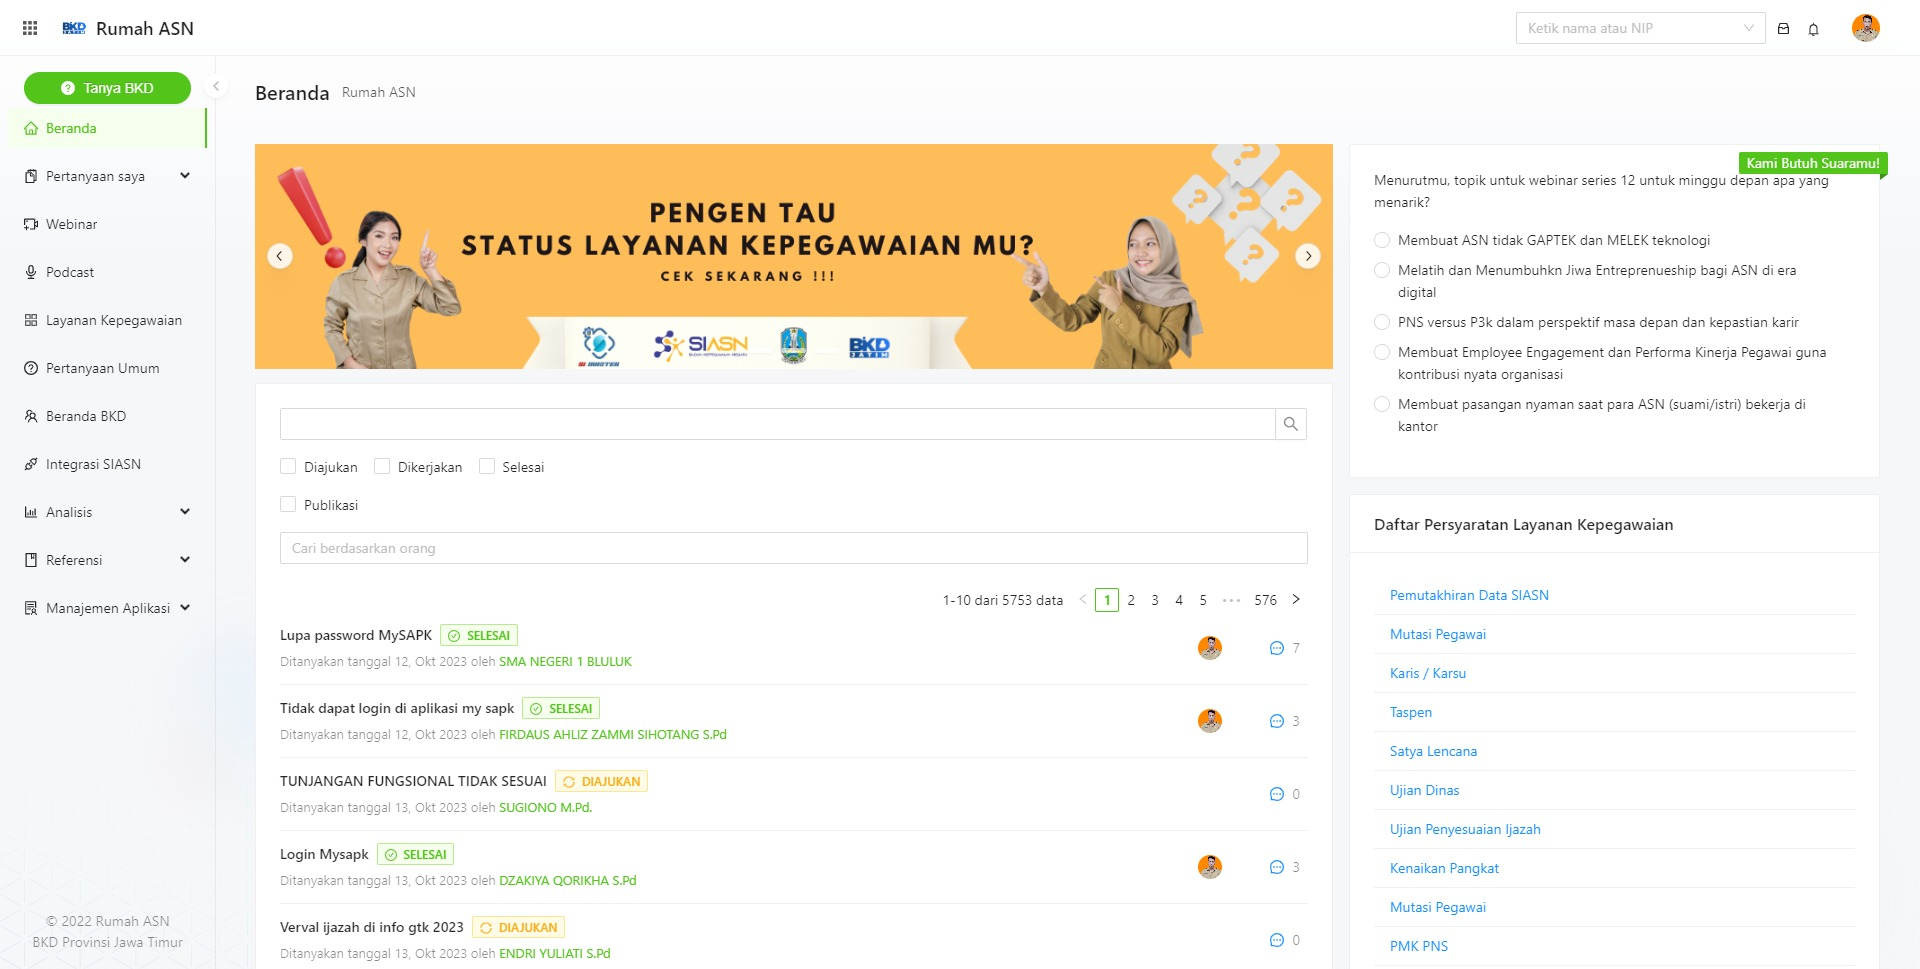 BKD
JATIM
Rumah ASN
Ketik nama atau NIP
Tanya BKD
Beranda
Pertanyaan saya
Webinar
Podcast
Layanan Kepegawaian
Pertanyaan Umum
Beranda BKD
Integrasi SIASN
Analisis
Referensi
Manajemen Aplikasi
© 2022 Rumah ASN
BKD Provinsi Jawa Timur
Beranda Rumah ASN
PENGEN TAU
STATUS LAYANAN KEPEGAWAIAN MU?
CEK SEKARANG !!!
SIASN
BADAN KEPEGAWAIAN NEGARA
BKD
JATIM
Diajukan
Dikerjakan
Selesai
Publikasi
Cari berdasarkan orang
1-10 dari 5753 data < 1 2 3 4 5 ••• 576 >
Lupa password MySAPK SELESAI
Ditanyakan tanggal 12, Okt 2023 oleh SMA NEGERI 1 BLULUK
7
Tidak dapat login di aplikasi my sapk SELESAI
Ditanyakan tanggal 12, Okt 2023 oleh FIRDAUS AHLIZ ZAMMI SIHOTANG S.Pd
3
TUNJANGAN FUNGSIONAL TIDAK SESUAI DIAJUKAN
Ditanyakan tanggal 13, Okt 2023 oleh SUGIONO M.Pd.
0
Login Mysapk SELESAI
Ditanyakan tanggal 13, Okt 2023 oleh DZAKIYA QORIKHA S.Pd
3
Verval ijazah di info gtk 2023 DIAJUKAN
Ditanyakan tanggal 13, Okt 2023 oleh ENDRI YULIATI S.Pd
0
Kami Butuh Suaramu!
Menurutmu, topik untuk webinar series 12 untuk minggu depan apa yang
menarik?
Membuat ASN tidak GAPTEK dan MELEK teknologi
Melatih dan Menumbuhkn Jiwa Entreprenueship bagi ASN di era
digital
PNS versus P3k dalam perspektif masa depan dan kepastian karir
Membuat Employee Engagement dan Performa Kinerja Pegawai guna
kontribusi nyata organisasi
Membuat pasangan nyaman saat para ASN (suami/istri) bekerja di
kantor
Daftar Persyaratan Layanan Kepegawaian
Pemutakhiran Data SIASN
Mutasi Pegawai
Karis / Karsu
Taspen
Satya Lencana
Ujian Dinas
Ujian Penyesuaian Ijazah
Kenaikan Pangkat
Mutasi Pegawai
PMK PNS